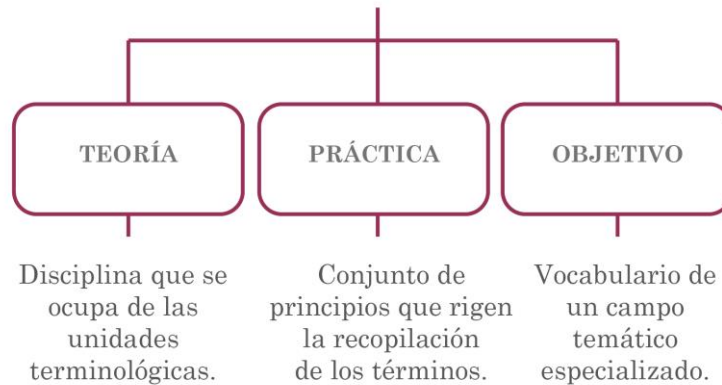 TEORÍA
Disciplina que se
ocupa de las
unidades
terminológicas.
PRÁCTICA
Conjunto de
principios que rigen
la recopilación
de los términos.
OBJETIVO
Vocabulario de
un campo
temático
especializado.